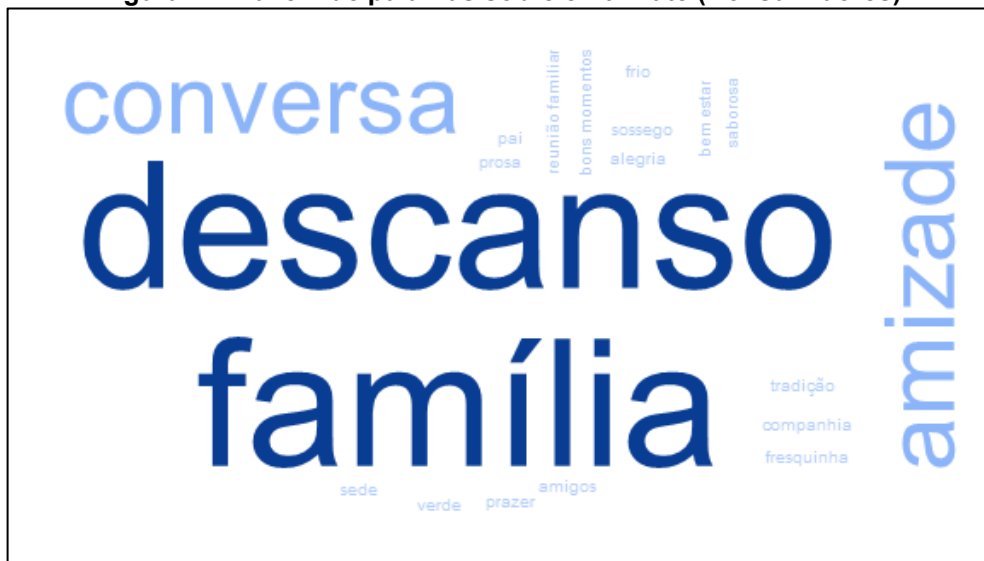 conversa
pai
prosa
reunião familiar
bons momentos
frio
sossego
alegria
bem estar
saborosa
descanso
amizade
família
tradição
companhia
fresquinha
sede
verde
prazer
amigos